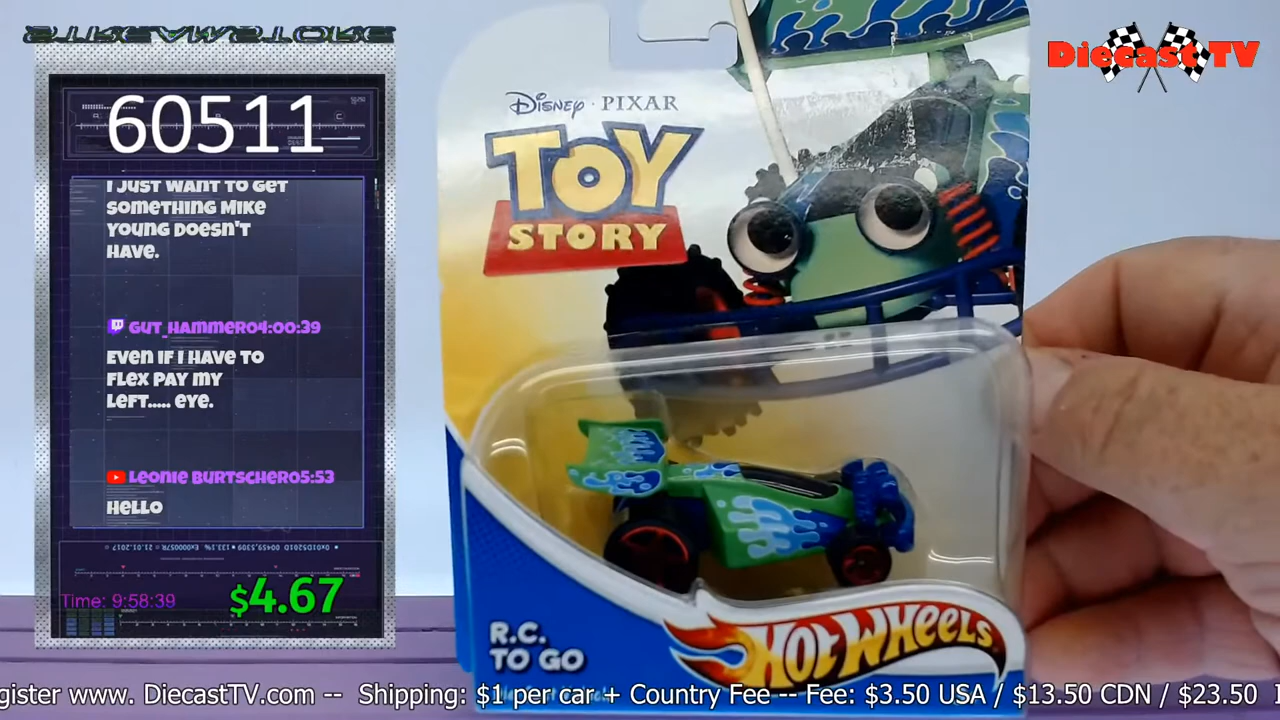 60511
I just want to get
something Mike
Young doesn't
have.
Gut_Hammer04:00:39
Even if I have to
flex pay my
left..... eye.
Leonie Burtscher05:53
Hello
Time: 9:58:39
$4.67
Disney · PIXAR
TOY
STORY
R.C.
TO GO
HOT WHEELS
Diecast TV
gister www. DiecastTV.com -- Shipping: $1 per car + Country Fee -- Fee: $3.50 USA / $13.50 CDN / $23.50